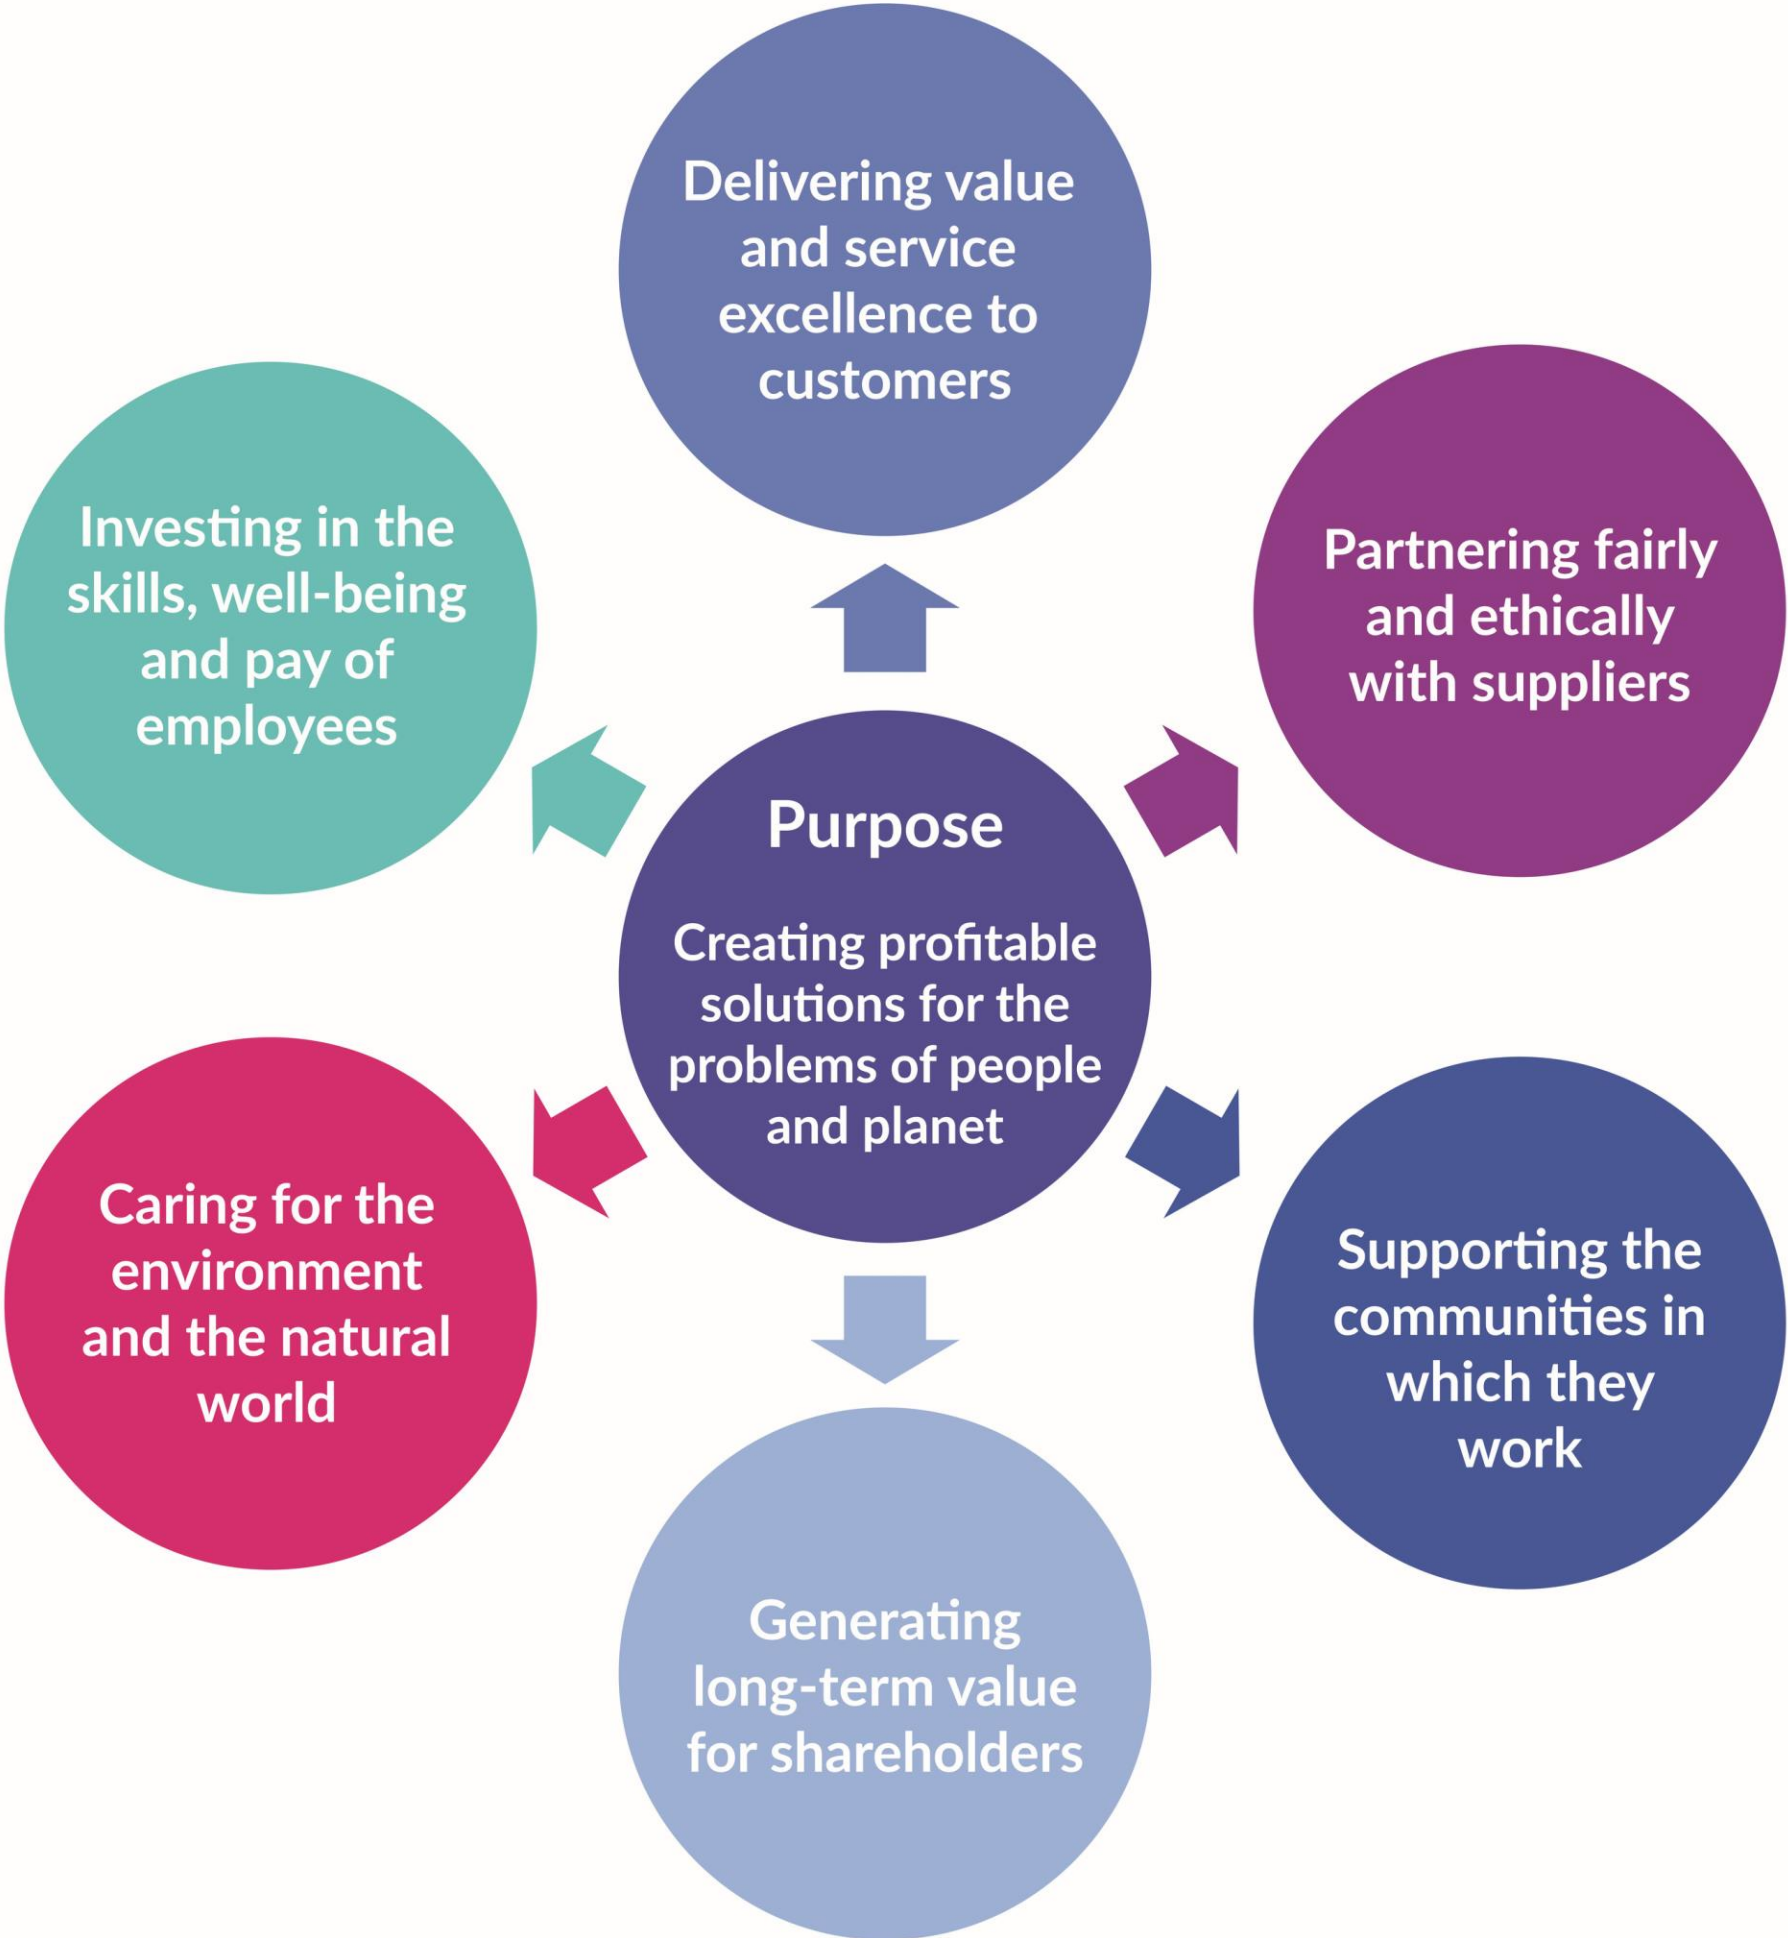 Delivering value
and service
excellence to
customers
Investing in the
skills, well-being
and pay of
employees
Partnering fairly
and ethically
with suppliers
Purpose
Creating profitable
solutions for the
problems of people
and planet
Caring for the
environment
and the natural
world
Supporting the
communities in
which they
work
Generating
long-term value
for shareholders